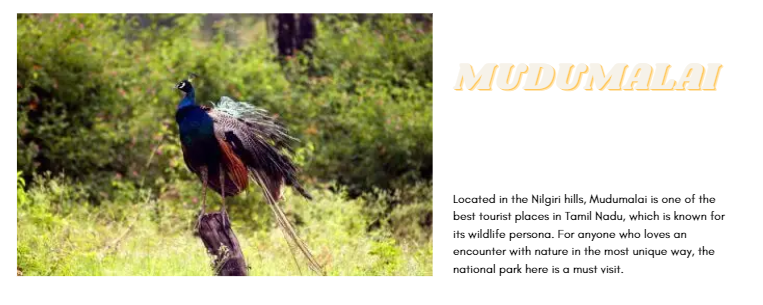 MUDUMALAI
Located in the Nilgiri hills, Mudumalai is one of the
best tourist places in Tamil Nadu, which is known for
its wildlife persona. For anyone who loves an
encounter with nature in the most unique way, the
national park here is a must visit.